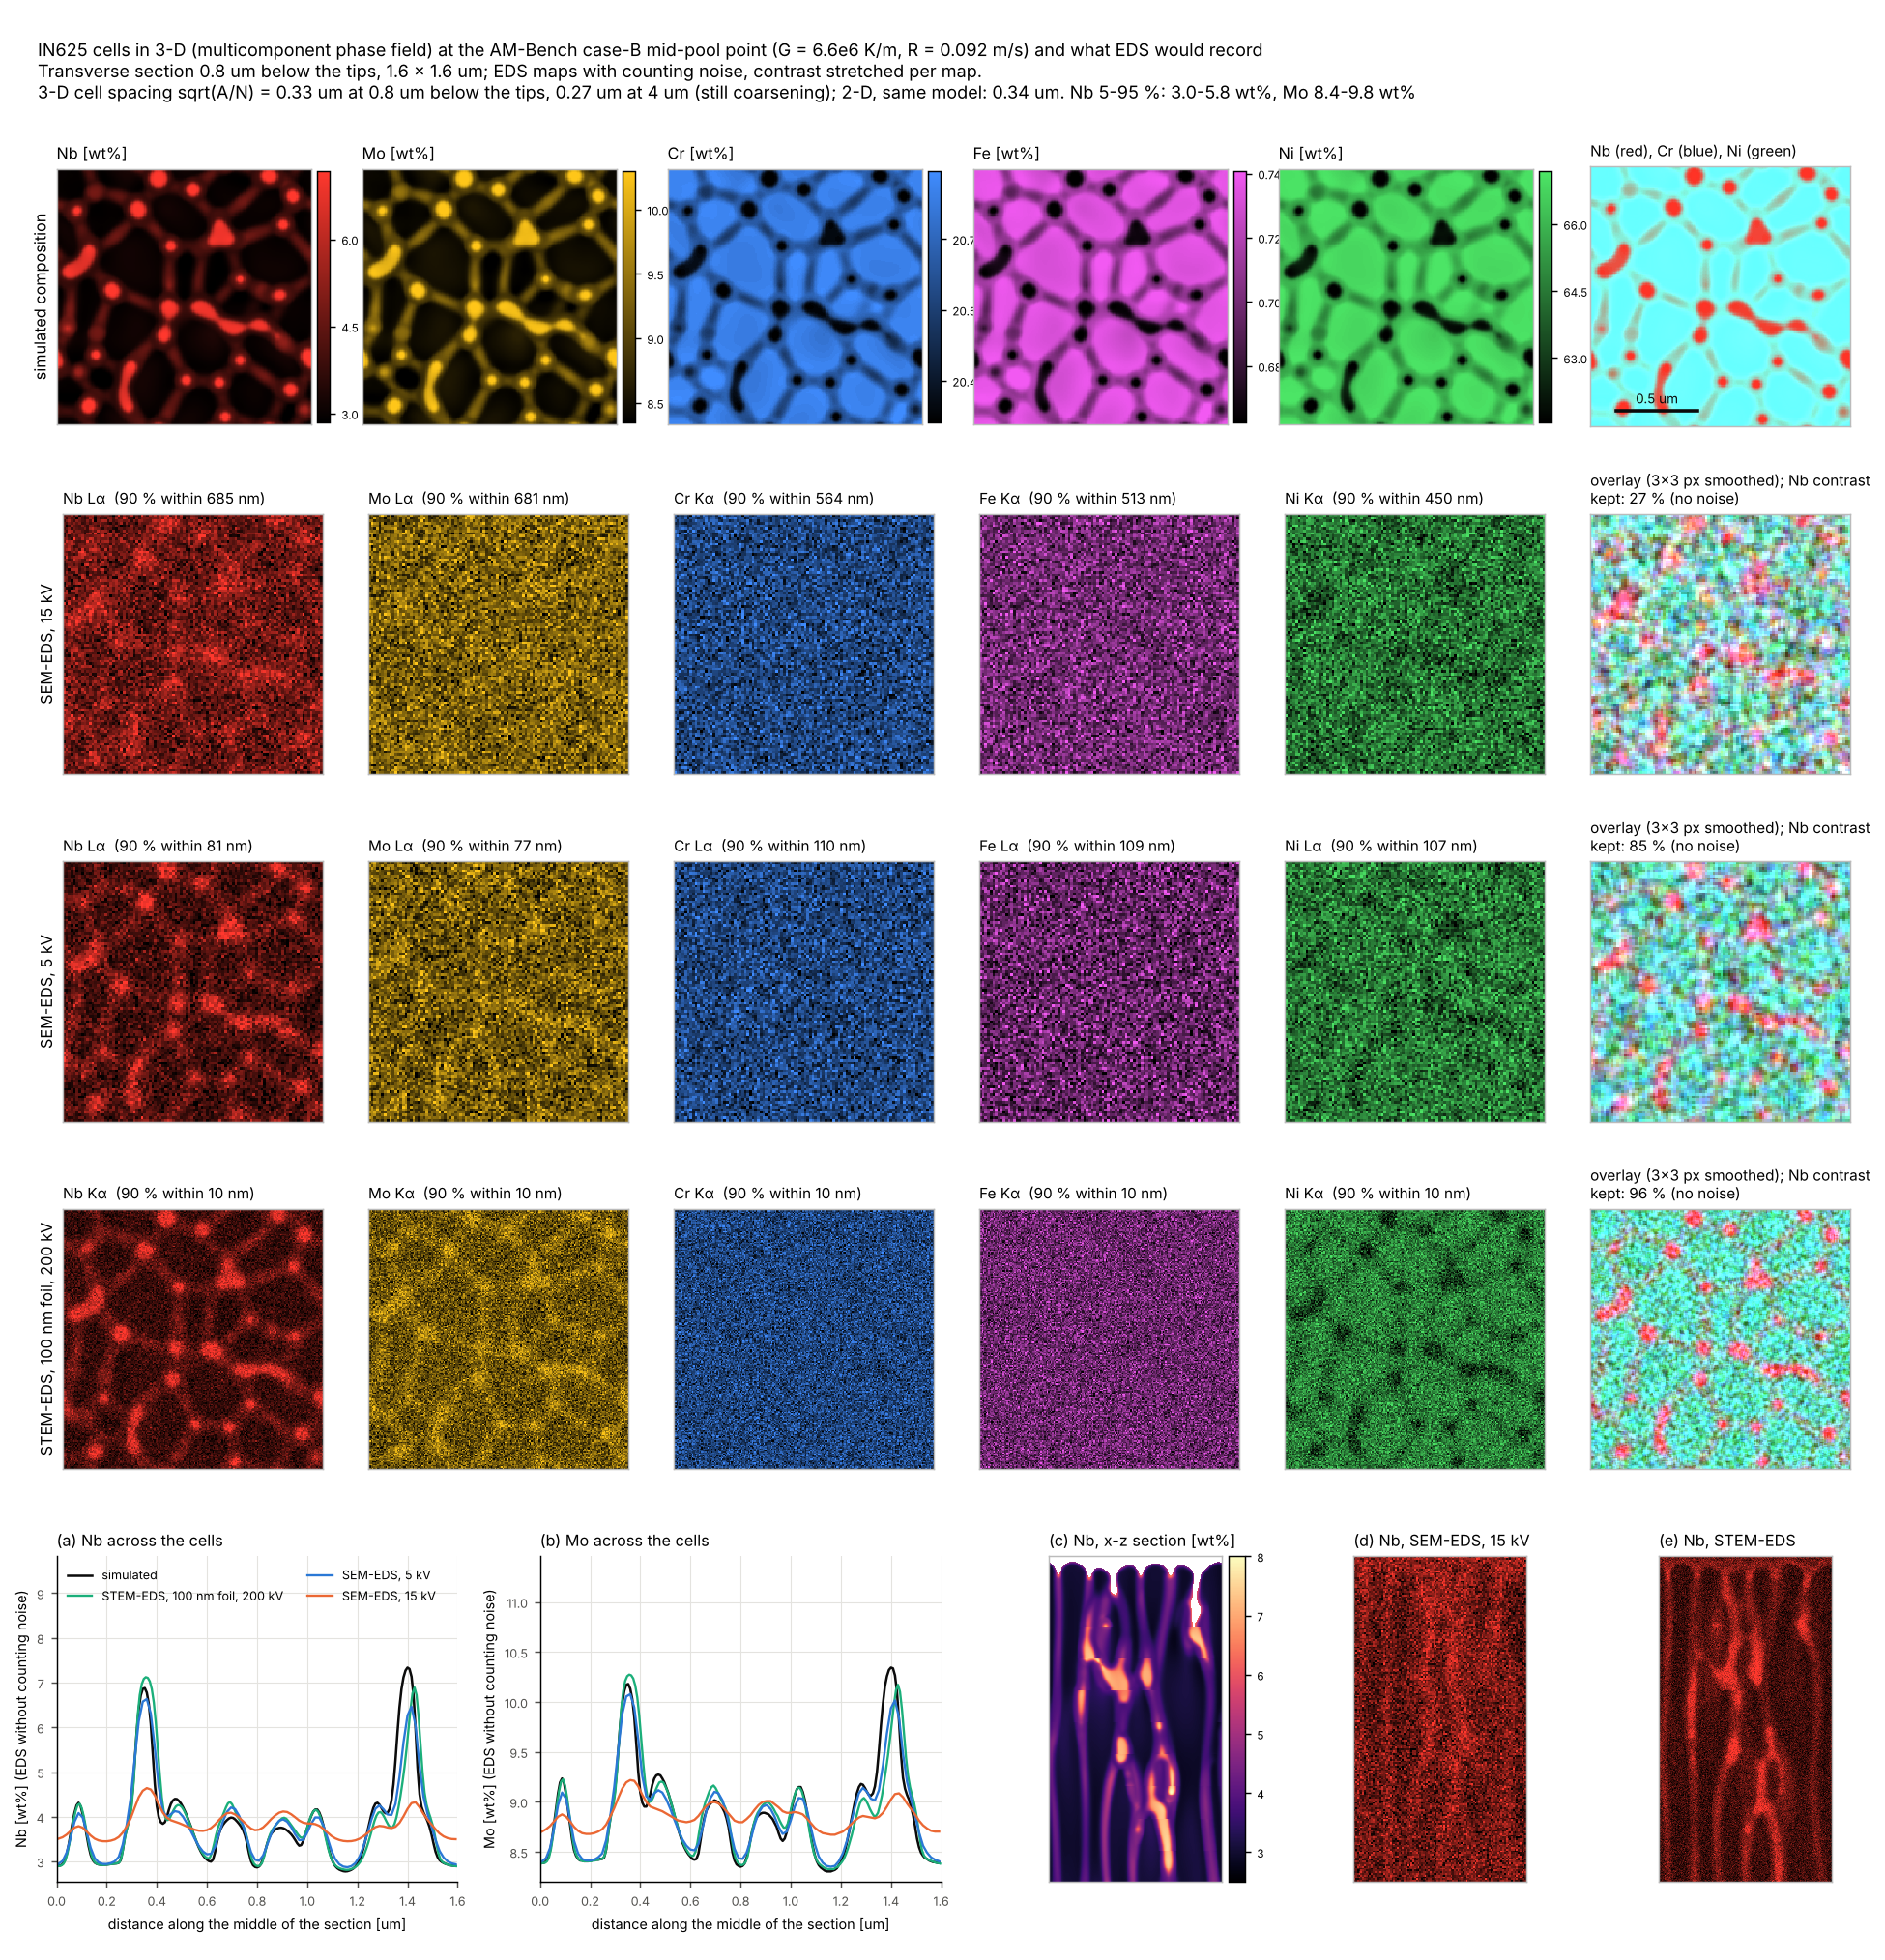 IN625 cells in 3-D (multicomponent phase field) at the AM-Bench case-B mid-pool point (G = 6.6e6 K/m, R = 0.092 m/s) and what EDS would record
Transverse section 0.8 um below the tips, 1.6 × 1.6 um; EDS maps with counting noise, contrast stretched per map.
3-D cell spacing sqrt(A/N) = 0.33 um at 0.8 um below the tips, 0.27 um at 4 um (still coarsening); 2-D, same model: 0.34 um. Nb 5-95 %: 3.0-5.8 wt%, Mo 8.4-9.8 wt%
Nb [wt%]
Mo [wt%]
Cr [wt%]
Fe [wt%]
Ni [wt%]
Nb (red), Cr (blue), Ni (green)
simulated composition
6.0
4.5
3.0
10.0
9.5
9.0
8.5
20.7
20.5
20.4
0.74
0.72
0.70
0.68
66.0
64.5
63.0
0.5 um
SEM-EDS, 15 kV
Nb Lα (90 % within 685 nm)
Mo Lα (90 % within 681 nm)
Cr Kα (90 % within 564 nm)
Fe Kα (90 % within 513 nm)
Ni Kα (90 % within 450 nm)
overlay (3×3 px smoothed); Nb contrast
kept: 27 % (no noise)
SEM-EDS, 5 kV
Nb Lα (90 % within 81 nm)
Mo Lα (90 % within 77 nm)
Cr Lα (90 % within 110 nm)
Fe Lα (90 % within 109 nm)
Ni Lα (90 % within 107 nm)
overlay (3×3 px smoothed); Nb contrast
kept: 85 % (no noise)
STEM-EDS, 100 nm foil, 200 kV
Nb Kα (90 % within 10 nm)
Mo Kα (90 % within 10 nm)
Cr Kα (90 % within 10 nm)
Fe Kα (90 % within 10 nm)
Ni Kα (90 % within 10 nm)
overlay (3×3 px smoothed); Nb contrast
kept: 96 % (no noise)
(a) Nb across the cells
Nb [wt%] (EDS without counting noise)
simulated
STEM-EDS, 100 nm foil, 200 kV
SEM-EDS, 5 kV
SEM-EDS, 15 kV
9
8
7
6
5
4
3
0.0 0.2 0.4 0.6 0.8 1.0 1.2 1.4 1.6
distance along the middle of the section [um]
(b) Mo across the cells
Mo [wt%] (EDS without counting noise)
11.0
10.5
10.0
9.5
9.0
8.5
0.0 0.2 0.4 0.6 0.8 1.0 1.2 1.4 1.6
distance along the middle of the section [um]
(c) Nb, x-z section [wt%]
8
7
6
5
4
3
(d) Nb, SEM-EDS, 15 kV
(e) Nb, STEM-EDS